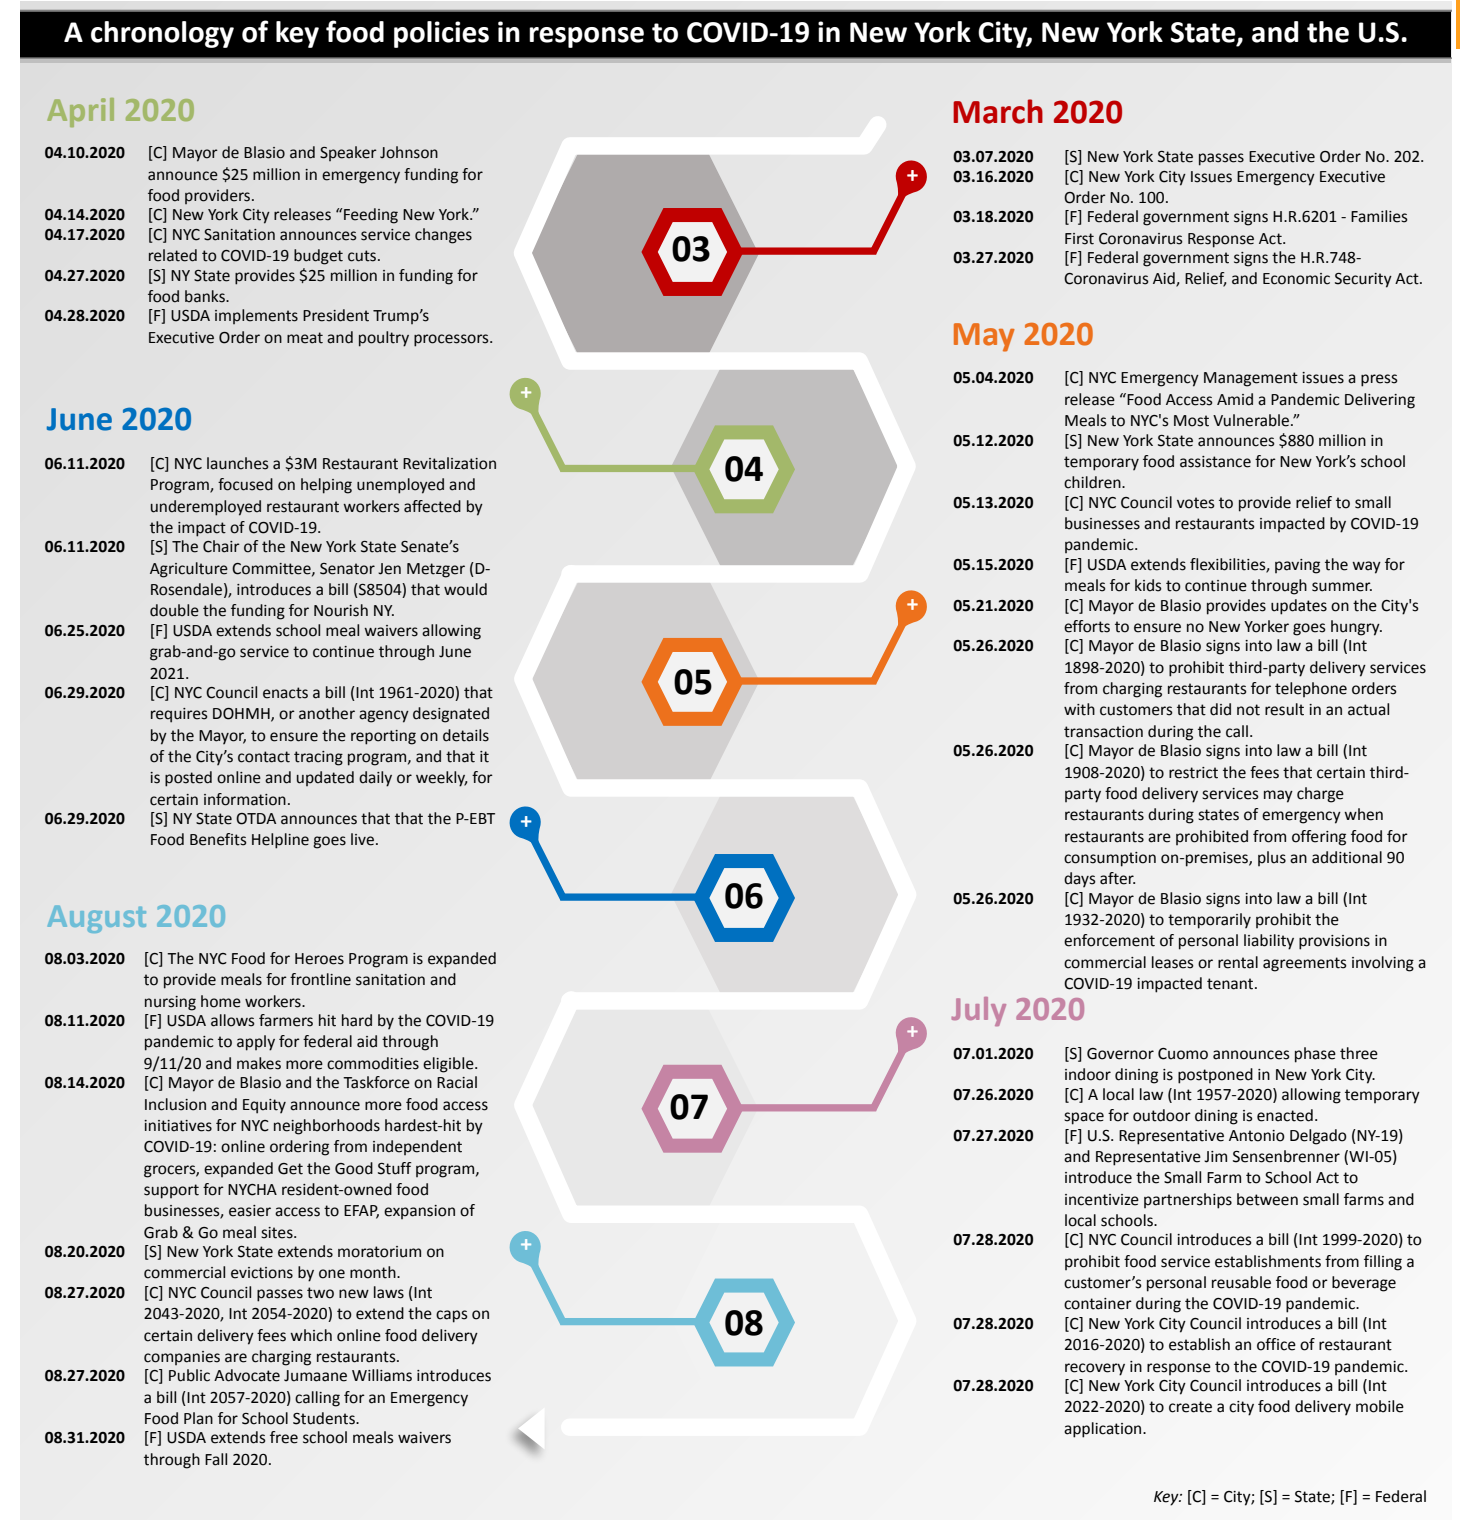 A chronology of key food policies in response to COVID-19 in New York City, New York State, and the U.S.
March 2020
03.07.2020 [S] New York State passes Executive Order No. 202.
03.16.2020 [C] New York City Issues Emergency Executive
Order No. 100.
03.18.2020 [F] Federal government signs H.R.6201 - Families
First Coronavirus Response Act.
03.27.2020 [F] Federal government signs the H.R.748-
Coronavirus Aid, Relief, and Economic Security Act.
+
03
April 2020
04.10.2020 [C] Mayor de Blasio and Speaker Johnson
announce $25 million in emergency funding for
food providers.
04.14.2020 [C] New York City releases “Feeding New York.”
04.17.2020 [C] NYC Sanitation announces service changes
related to COVID-19 budget cuts.
04.27.2020 [S] NY State provides $25 million in funding for
food banks.
04.28.2020 [F] USDA implements President Trump’s
Executive Order on meat and poultry processors.
+
04
May 2020
05.04.2020 [C] NYC Emergency Management issues a press
release “Food Access Amid a Pandemic Delivering
Meals to NYC's Most Vulnerable.”
05.12.2020 [S] New York State announces $880 million in
temporary food assistance for New York’s school
children.
05.13.2020 [C] NYC Council votes to provide relief to small
businesses and restaurants impacted by COVID-19
pandemic.
05.15.2020 [F] USDA extends flexibilities, paving the way for
meals for kids to continue through summer.
05.21.2020 [C] Mayor de Blasio provides updates on the City's
efforts to ensure no New Yorker goes hungry.
05.26.2020 [C] Mayor de Blasio signs into law a bill (Int
1898-2020) to prohibit third-party delivery services
from charging restaurants for telephone orders
with customers that did not result in an actual
transaction during the call.
05.26.2020 [C] Mayor de Blasio signs into law a bill (Int
1908-2020) to restrict the fees that certain third-
party food delivery services may charge
restaurants during states of emergency when
restaurants are prohibited from offering food for
consumption on-premises, plus an additional 90
days after.
05.26.2020 [C] Mayor de Blasio signs into law a bill (Int
1932-2020) to temporarily prohibit the
enforcement of personal liability provisions in
commercial leases or rental agreements involving a
COVID-19 impacted tenant.
+
05
June 2020
06.11.2020 [C] NYC launches a $3M Restaurant Revitalization
Program, focused on helping unemployed and
underemployed restaurant workers affected by
the impact of COVID-19.
06.11.2020 [S] The Chair of the New York State Senate’s
Agriculture Committee, Senator Jen Metzger (D-
Rosendale), introduces a bill (S8504) that would
double the funding for Nourish NY.
06.25.2020 [F] USDA extends school meal waivers allowing
grab-and-go service to continue through June
2021.
06.29.2020 [C] NYC Council enacts a bill (Int 1961-2020) that
requires DOHMH, or another agency designated
by the Mayor, to ensure the reporting on details
of the City’s contact tracing program, and that it
is posted online and updated daily or weekly, for
certain information.
06.29.2020 [S] NY State OTDA announces that that the P-EBT
Food Benefits Helpline goes live.
+
06
July 2020
07.01.2020 [S] Governor Cuomo announces phase three
indoor dining is postponed in New York City.
07.26.2020 [C] A local law (Int 1957-2020) allowing temporary
space for outdoor dining is enacted.
07.27.2020 [F] U.S. Representative Antonio Delgado (NY-19)
and Representative Jim Sensenbrenner (WI-05)
introduce the Small Farm to School Act to
incentivize partnerships between small farms and
local schools.
07.28.2020 [C] NYC Council introduces a bill (Int 1999-2020) to
prohibit food service establishments from filling a
customer’s personal reusable food or beverage
container during the COVID-19 pandemic.
07.28.2020 [C] New York City Council introduces a bill (Int
2016-2020) to establish an office of restaurant
recovery in response to the COVID-19 pandemic.
07.28.2020 [C] New York City Council introduces a bill (Int
2022-2020) to create a city food delivery mobile
application.
+
07
August 2020
08.03.2020 [C] The NYC Food for Heroes Program is expanded
to provide meals for frontline sanitation and
nursing home workers.
08.11.2020 [F] USDA allows farmers hit hard by the COVID-19
pandemic to apply for federal aid through
9/11/20 and makes more commodities eligible.
08.14.2020 [C] Mayor de Blasio and the Taskforce on Racial
Inclusion and Equity announce more food access
initiatives for NYC neighborhoods hardest-hit by
COVID-19: online ordering from independent
grocers, expanded Get the Good Stuff program,
support for NYCHA resident-owned food
businesses, easier access to EFAP, expansion of
Grab & Go meal sites.
08.20.2020 [S] New York State extends moratorium on
commercial evictions by one month.
08.27.2020 [C] NYC Council passes two new laws (Int
2043-2020, Int 2054-2020) to extend the caps on
certain delivery fees which online food delivery
companies are charging restaurants.
08.27.2020 [C] Public Advocate Jumaane Williams introduces
a bill (Int 2057-2020) calling for an Emergency
Food Plan for School Students.
08.31.2020 [F] USDA extends free school meals waivers
through Fall 2020.
+
08
Key: [C] = City; [S] = State; [F] = Federal